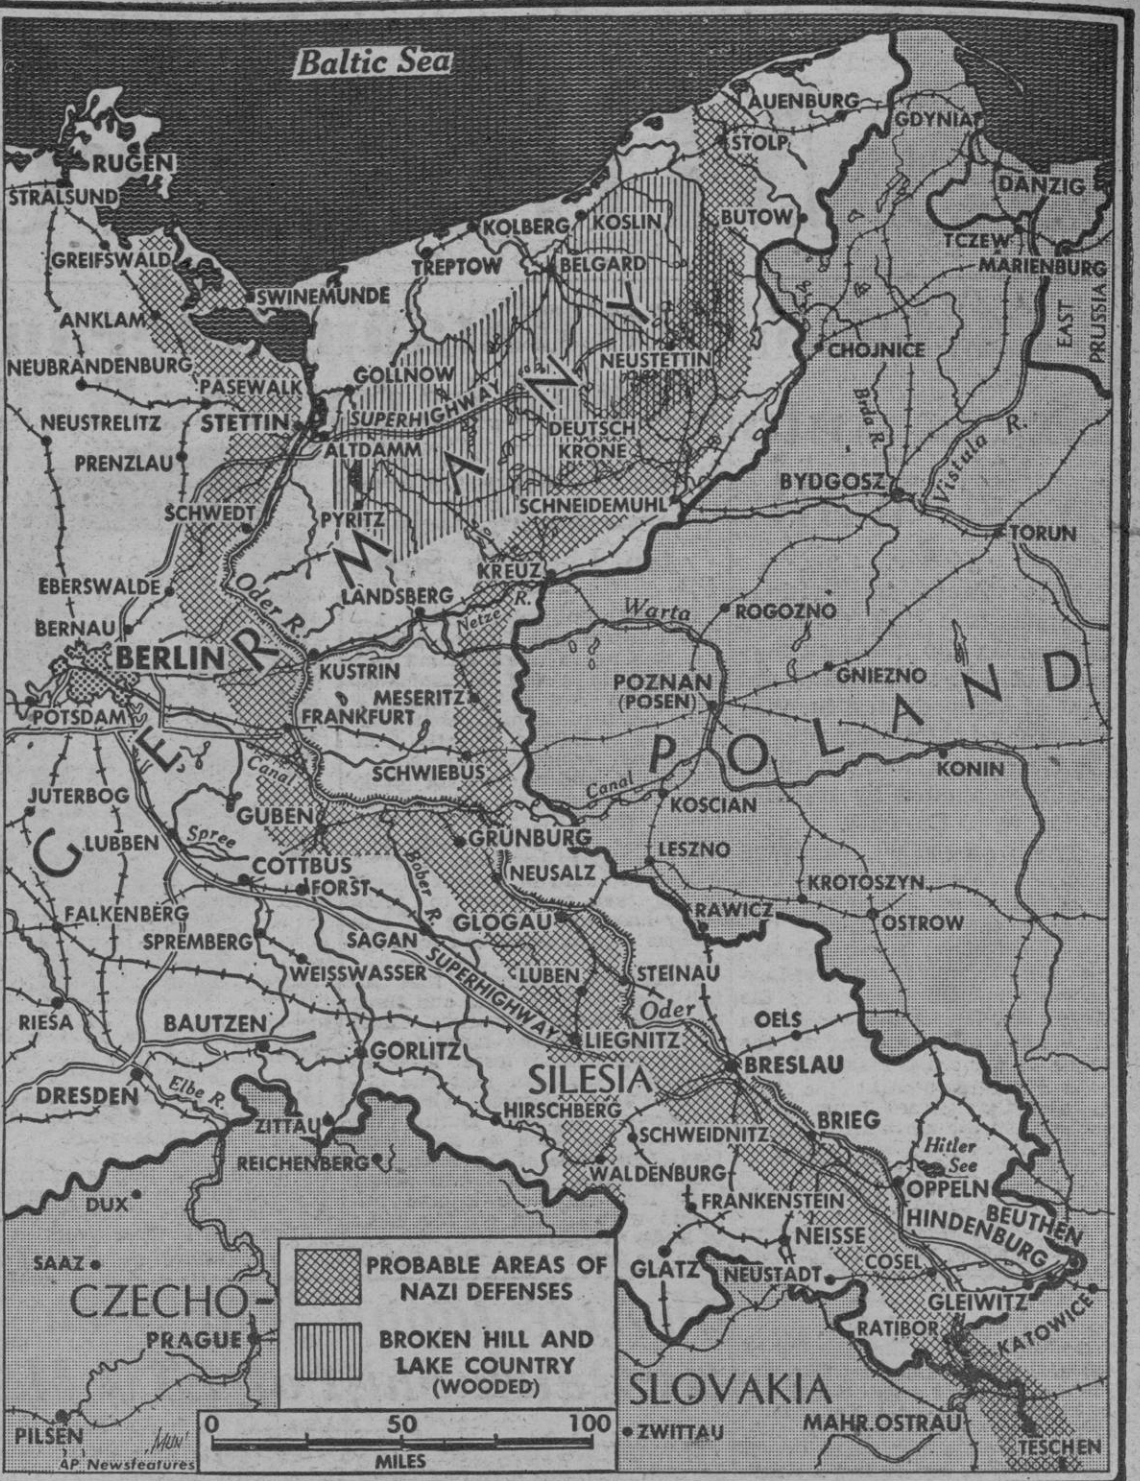 Baltic Sea
LAUENBURG
GDYNIA
STOLP
RUGEN
DANZIG
STRALSUND
KOLBERG
KOSLIN
BUTOW
TCZEW
GREIFSWALD
TREPTOW
BELGARD
MARIENBURG
SWINEMUNDE
EAST
PRUSSIA
ANKLAM
CHOJNICE
NEUSTETTIN
NEUBRANDENBURG
GOLLNOW
PASEWALK
SUPERHIGHWAY
Brda R.
NEUSTRELITZ
STETTIN
DEUTSCH
KRONE
ALTDAMM
Vistula R.
PRENZLAU
BYDGOSZ
SCHWEDT
PYRITZ
SCHNEIDEMUHL
TORUN
KREUZ
EBERSWALDE
Oder R.
LANDSBERG
Netze R.
Warta
ROGOZNO
BERNAU
BERLIN
KUSTRIN
GNIEZNO
MESERITZ
POZNAN
(POSEN)
POTSDAM
FRANKFURT
GERMANY
POLAND
SCHWIEBUS
Canal
Canal
KONIN
JUTERBOG
GUBEN
KOSCIAN
LUBBEN
Spree
GRUNBURG
LESZNO
COTTBUS
Bober R.
NEUSALZ
FORST
KROTOSZYN
FALKENBERG
GLOGAU
RAWICZ
OSTROW
SPREMBERG
SAGAN
SUPERHIGHWAY
WEISSWASSER
LUBEN
STEINAU
Oder
RIESA
BAUTZEN
LIEGNITZ
OELS
GORLITZ
BRESLAU
SILESIA
DRESDEN
Elbe R.
HIRSCHBERG
ZITTAU
BRIEG
SCHWEIDNITZ
Hitler
See
REICHENBERG
WALDENBURG
OPPELN
DUX
FRANKENSTEIN
BEUTHEN
HINDENBURG
NEISSE
SAAZ
GLATZ
NEUSTADT
COSEL
PROBABLE AREAS OF
NAZI DEFENSES
CZECHO-
GLEIWITZ
PRAGUE
RATIBOR
KATOWICE
BROKEN HILL AND
LAKE COUNTRY
(WOODED)
SLOVAKIA
0 50 100
MILES
MAHR.OSTRAU
ZWITTAU
PILSEN
TESCHEN
AP Newsfeatures